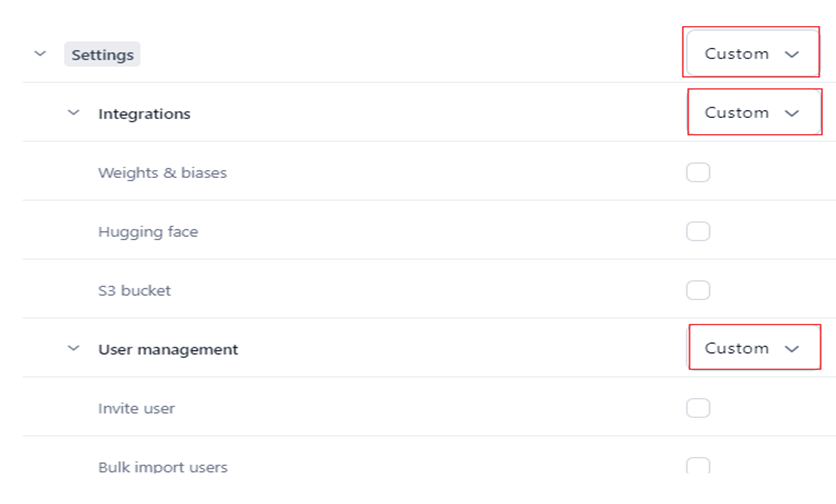 Settings Custom
Integrations Custom
Weights & biases
Hugging face
S3 bucket
User management Custom
Invite user
Bulk import users